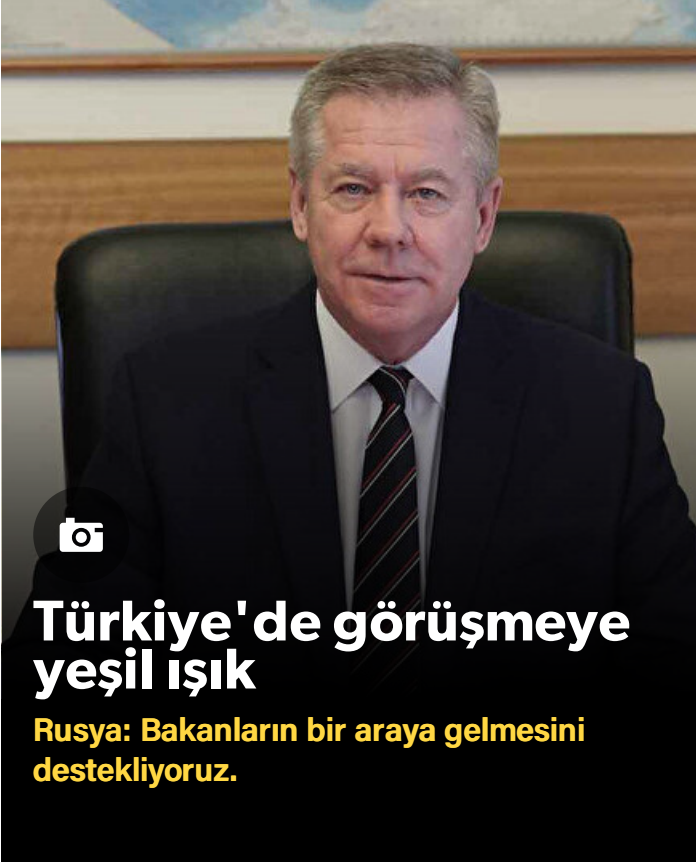 Türkiye'de görüşmeye
yeşil ışık
Rusya: Bakanların bir araya gelmesini
destekliyoruz.